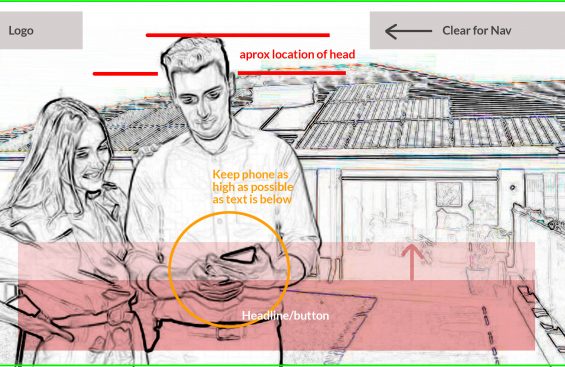 Logo
Clear for Nav
aprox location of head
Keep phone as
high as possible
as text is below
Headline/button